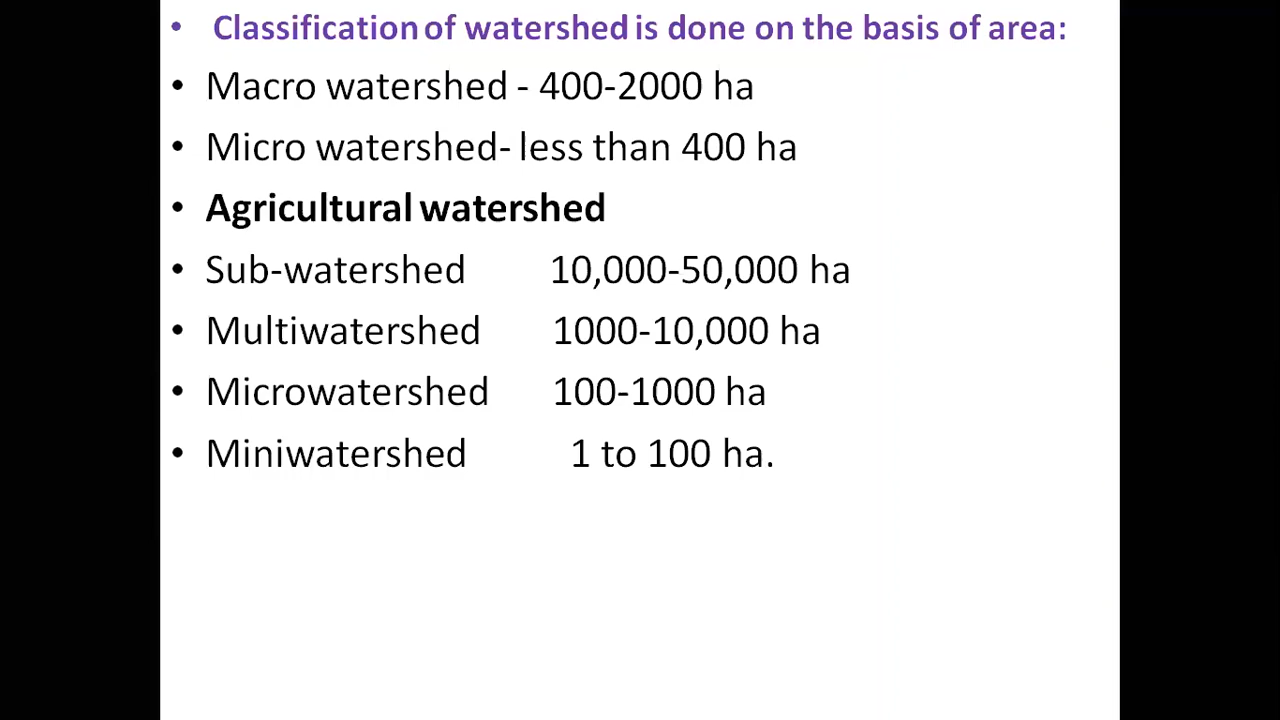 • Classification of watershed is done on the basis of area:
• Macro watershed - 400-2000 ha
• Micro watershed- less than 400 ha
• Agricultural watershed
• Sub-watershed 10,000-50,000 ha
• Multiwatershed 1000-10,000 ha
• Microwatershed 100-1000 ha
• Miniwatershed 1 to 100 ha.